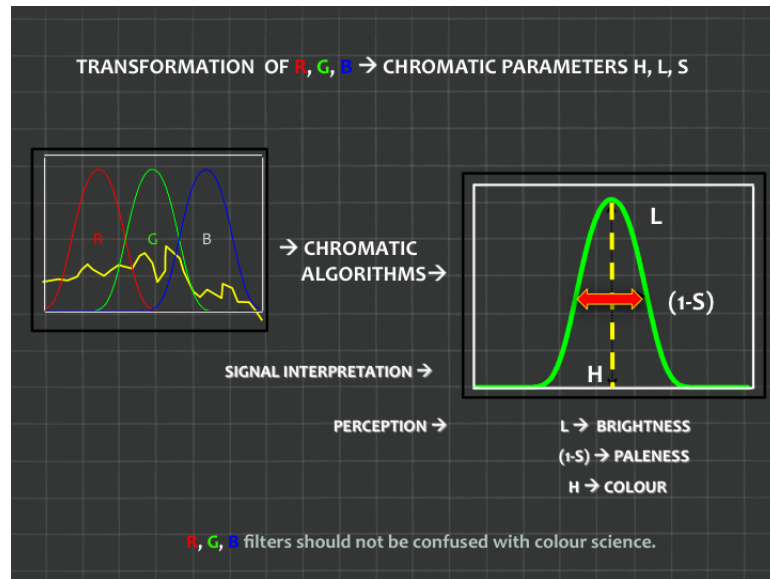 TRANSFORMATION OF R, G, B → CHROMATIC PARAMETERS H, L, S
R
G
B
→ CHROMATIC
ALGORITHMS→
L
(1-S)
H
SIGNAL INTERPRETATION →
PERCEPTION →
L → BRIGHTNESS
(1-S) → PALENESS
H → COLOUR
R, G, B filters should not be confused with colour science.